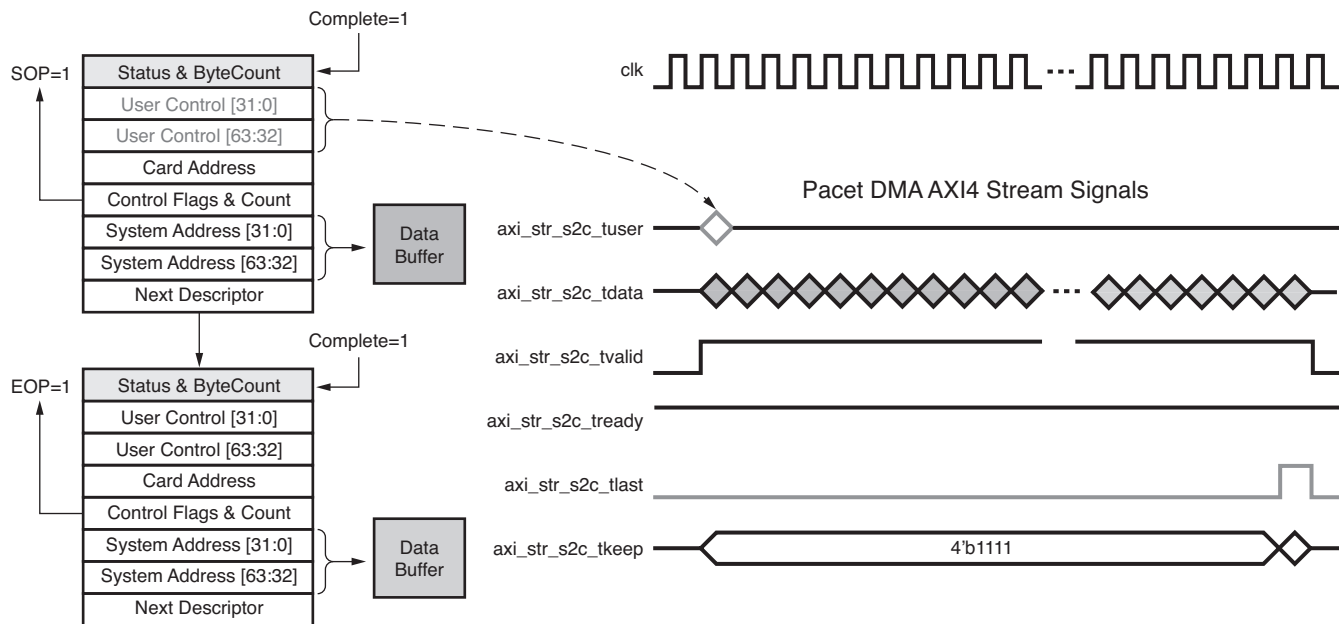 Complete=1
SOP=1
Status & ByteCount
User Control [31:0]
User Control [63:32]
Card Address
Control Flags & Count
System Address [31:0]
System Address [63:32]
Next Descriptor
Data
Buffer
Complete=1
EOP=1
Status & ByteCount
User Control [31:0]
User Control [63:32]
Card Address
Control Flags & Count
System Address [31:0]
System Address [63:32]
Next Descriptor
Data
Buffer
clk
Pacet DMA AXI4 Stream Signals
axi_str_s2c_tuser
axi_str_s2c_tdata
axi_str_s2c_tvalid
axi_str_s2c_tready
axi_str_s2c_tlast
axi_str_s2c_tkeep
4'b1111